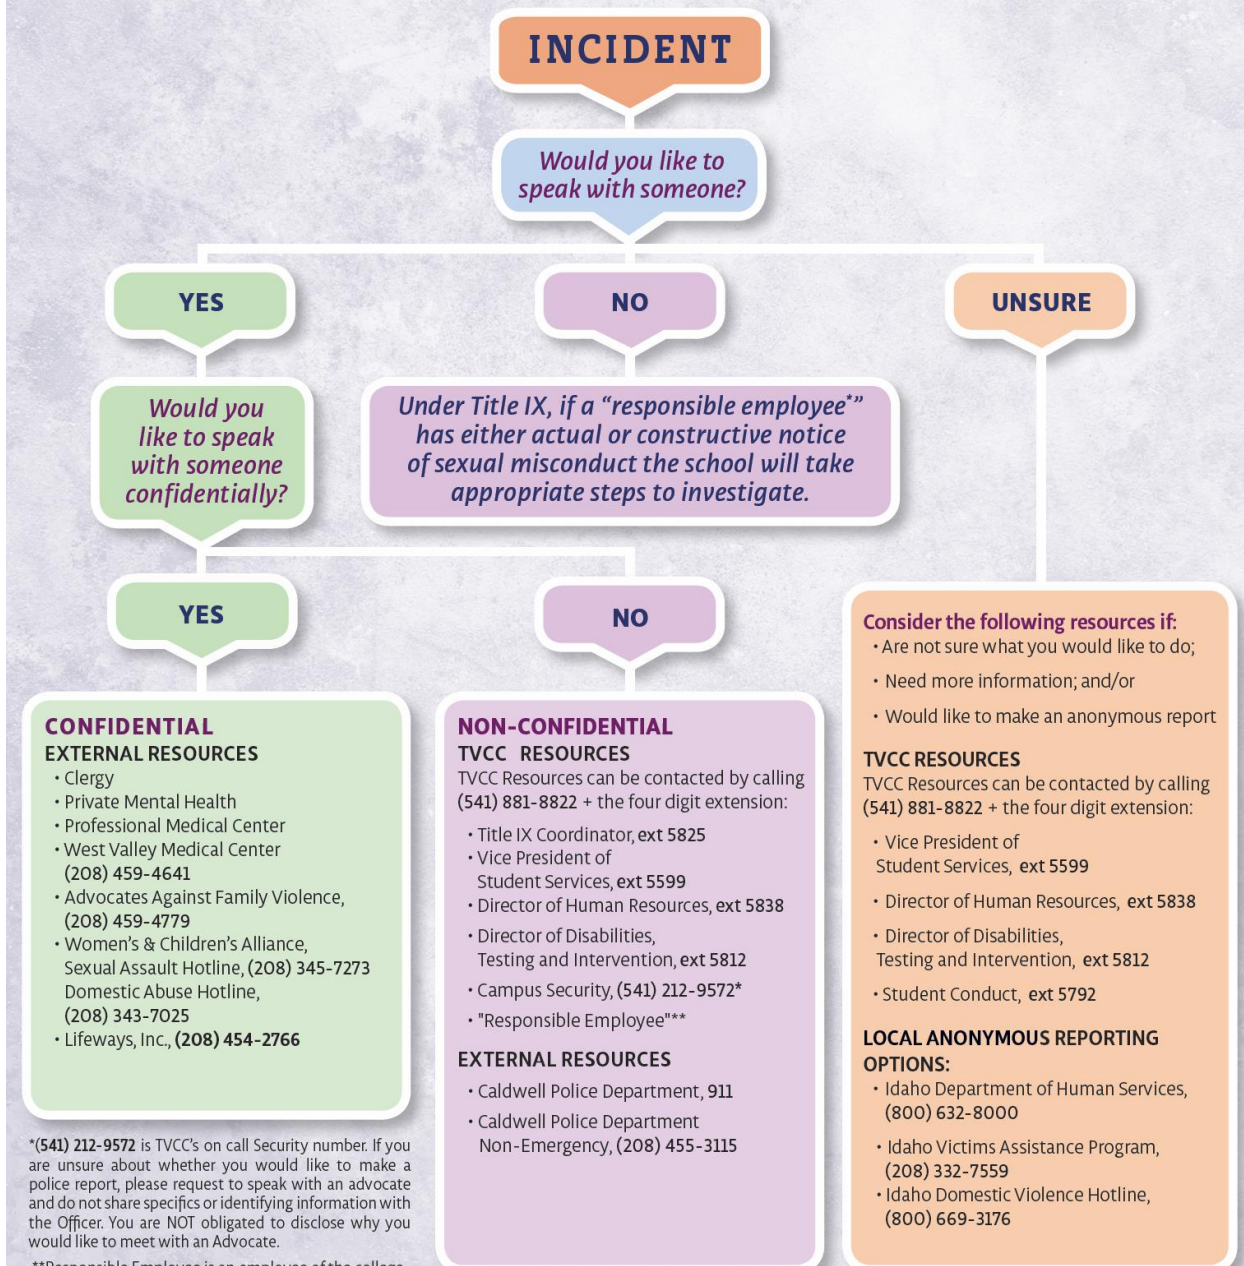 INCIDENT
Would you like to
speak with someone?
YES
NO
UNSURE
Would you
like to speak
with someone
confidentially?
Under Title IX, if a “responsible employee*”
has either actual or constructive notice
of sexual misconduct the school will take
appropriate steps to investigate.
YES
NO
CONFIDENTIAL
EXTERNAL RESOURCES
• Clergy
• Private Mental Health
• Professional Medical Center
• West Valley Medical Center
(208) 459-4641
• Advocates Against Family Violence,
(208) 459-4779
• Women’s & Children’s Alliance,
Sexual Assault Hotline, (208) 345-7273
Domestic Abuse Hotline,
(208) 343-7025
• Lifeways, Inc., (208) 454-2766
*(541) 212-9572 is TVCC’s on call Security number. If you
are unsure about whether you would like to make a
police report, please request to speak with an advocate
and do not share specifics or identifying information with
the Officer. You are NOT obligated to disclose why you
would like to meet with an Advocate.
**Responsible Employee is an employee of the college
NON-CONFIDENTIAL
TVCC RESOURCES
TVCC Resources can be contacted by calling
(541) 881-8822 + the four digit extension:
• Title IX Coordinator, ext 5825
• Vice President of
Student Services, ext 5599
• Director of Human Resources, ext 5838
• Director of Disabilities,
Testing and Intervention, ext 5812
• Campus Security, (541) 212-9572*
• "Responsible Employee"**
EXTERNAL RESOURCES
• Caldwell Police Department, 911
• Caldwell Police Department
Non-Emergency, (208) 455-3115
Consider the following resources if:
• Are not sure what you would like to do;
• Need more information; and/or
• Would like to make an anonymous report
TVCC RESOURCES
TVCC Resources can be contacted by calling
(541) 881-8822 + the four digit extension:
• Vice President of
Student Services, ext 5599
• Director of Human Resources, ext 5838
• Director of Disabilities,
Testing and Intervention, ext 5812
• Student Conduct, ext 5792
LOCAL ANONYMOUS REPORTING
OPTIONS:
• Idaho Department of Human Services,
(800) 632-8000
• Idaho Victims Assistance Program,
(208) 332-7559
• Idaho Domestic Violence Hotline,
(800) 669-3176